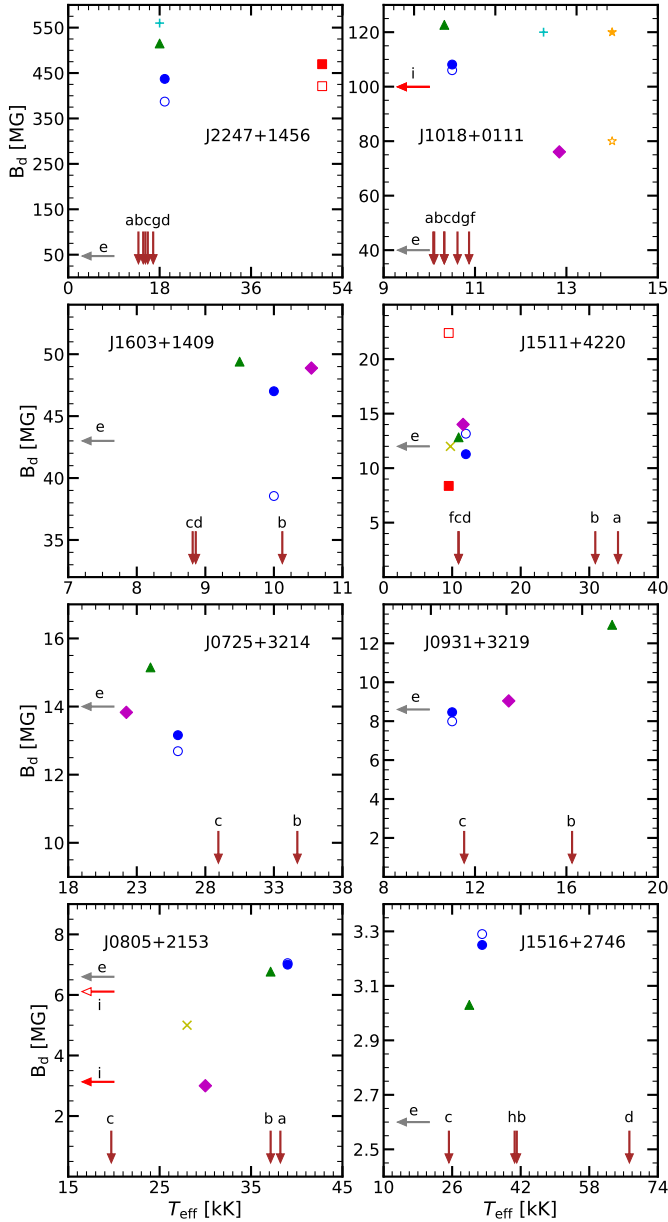 550
450
350
250
150
50
B_d [MG]
J2247+1456
abcgd
e
0 18 36 54
120
100
80
60
40
i
J1018+0111
abcdgf
e
9 11 13 15
50
45
40
35
B_d [MG]
J1603+1409
e
cd b
7 8 9 10 11
20
15
10
5
J1511+4220
e
fcd b a
0 10 20 30 40
16
14
12
10
B_d [MG]
J0725+3214
e
c b
18 23 28 33 38
12
10
8
6
4
2
J0931+3219
e
c b
8 12 16 20
8
6
4
2
B_d [MG]
J0805+2153
e
i
i
c b a
15 25 35 45
T_eff [kK]
3.3
3.1
2.9
2.7
2.5
J1516+2746
e
c hb d
10 26 42 58 74
T_eff [kK]